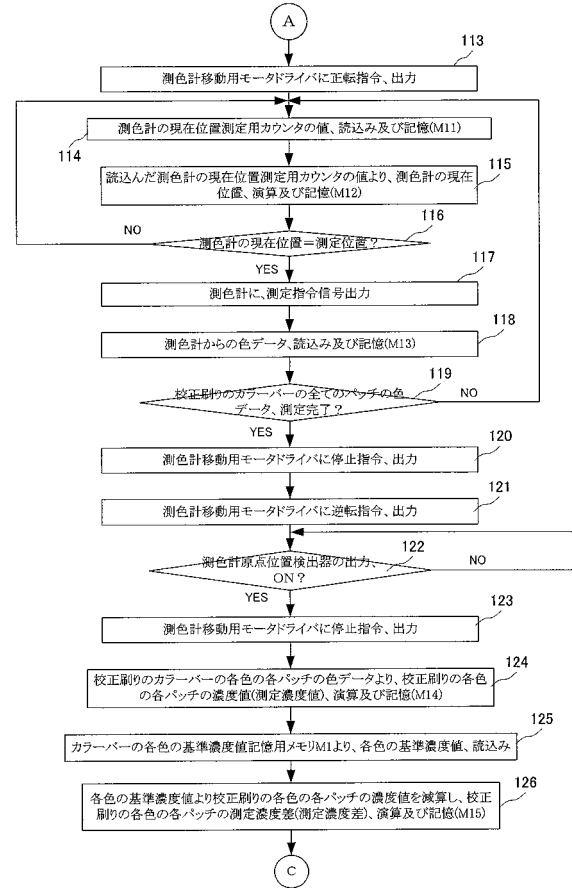 A
113
測色計移動用モータドライバに正転指令、出力
測色計の現在位置測定用カウンタの値、読込み及び記憶(M11)
114
115
読込んだ測色計の現在位置測定用カウンタの値より、測色計の現在
位置、演算及び記憶(M12)
116
NO
測色計の現在位置=測定位置?
YES
117
測色計に、測定指令信号出力
118
測色計からの色データ、読込み及び記憶(M13)
119
校正刷りのカラーバーの全てのパッチの色
データ、測定完了?
NO
YES
120
測色計移動用モータドライバに停止指令、出力
121
測色計移動用モータドライバに逆転指令、出力
122
測色計原点位置検出器の出力、
ON?
NO
YES
123
測色計移動用モータドライバに停止指令、出力
124
校正刷りのカラーバーの各色の各パッチの色データより、校正刷りの各色
の各パッチの濃度値(測定濃度値)、演算及び記憶(M14)
125
カラーバーの各色の基準濃度値記憶用メモリM1より、各色の基準濃度値、読込み
126
各色の基準濃度値より校正刷りの各色の各パッチの濃度値を減算し、校正
刷りの各色の各パッチの測定濃度差(測定濃度差)、演算及び記憶(M15)
C